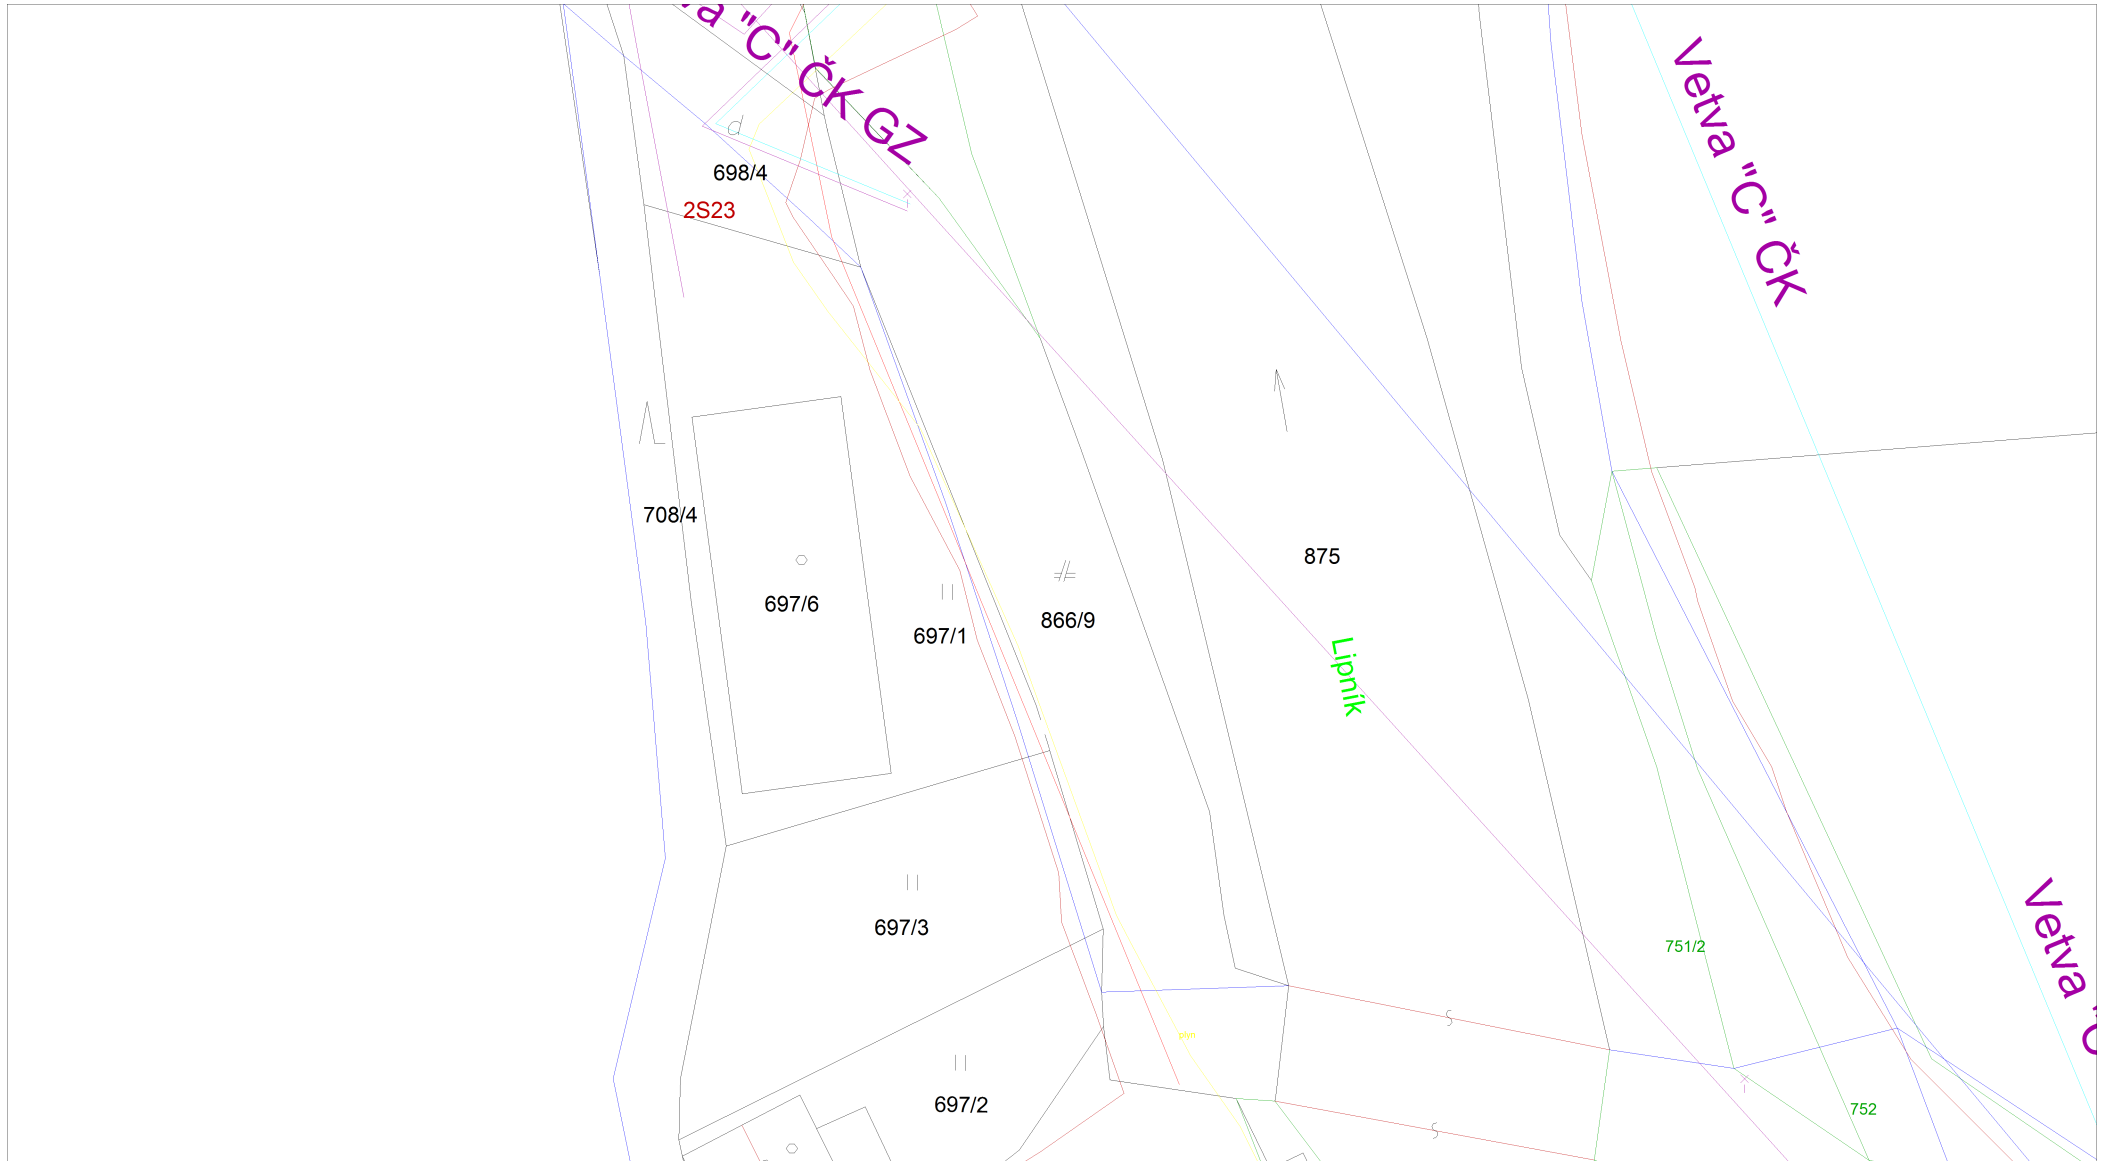 "C" ČK GZ
Vetva "C" ČK
698/4
2S23
708/4
875
697/6
866/9
697/1
Lipník
697/3
Vetva
751/2
plyn
697/2
752